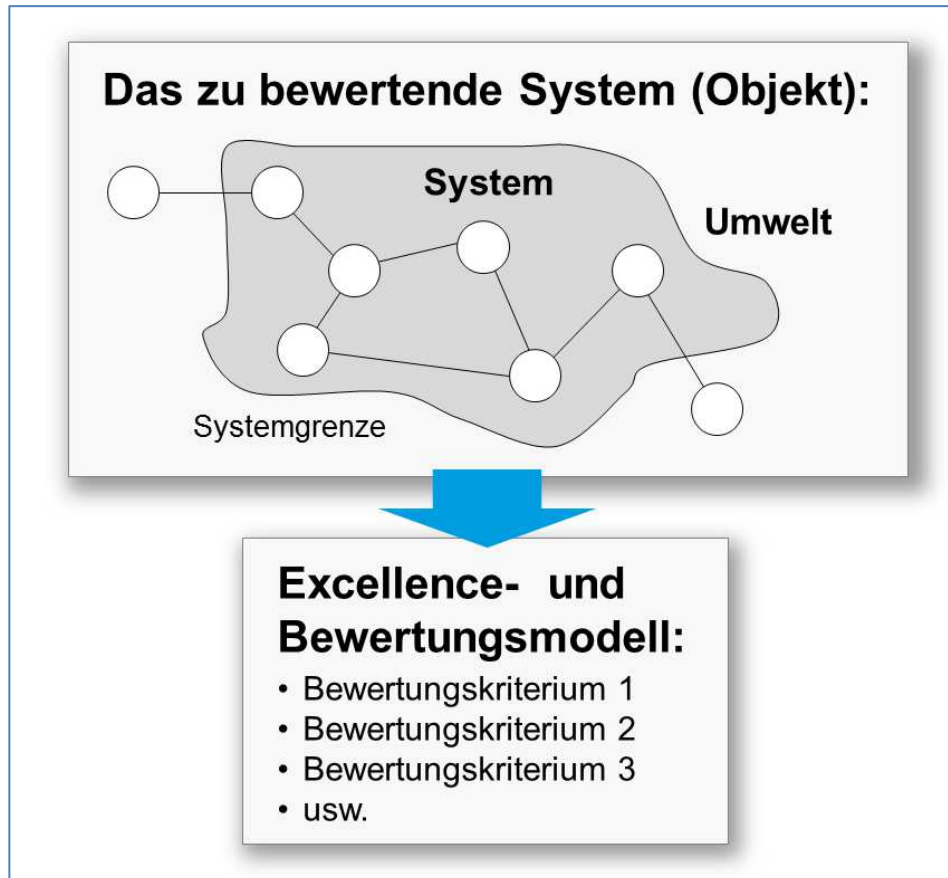 Das zu bewertende System (Objekt):
System
Umwelt
Systemgrenze
Excellence- und
Bewertungsmodell:
• Bewertungskriterium 1
• Bewertungskriterium 2
• Bewertungskriterium 3
• usw.